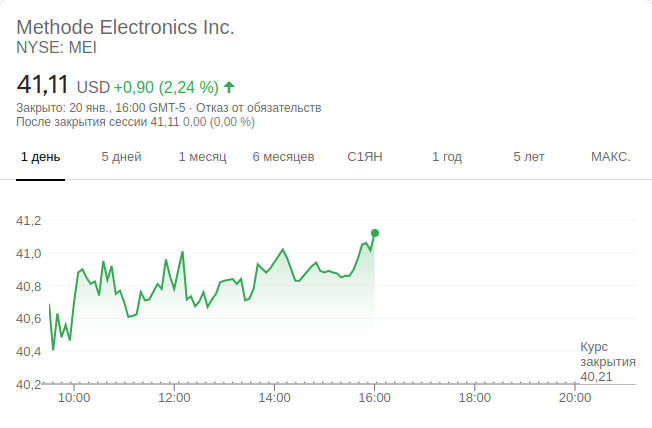 Methode Electronics Inc.
NYSE: MEI
41,11 USD +0,90 (2,24 %)
Закрыто: 20 янв., 16:00 GMT-5 · Отказ от обязательств
После закрытия сессии 41,11 0,00 (0,00 %)
1 день 5 дней 1 месяц 6 месяцев С1ЯН 1 год 5 лет МАКС.
41,2
41,0
40,8
40,6
40,4
Курс
закрытия
40,21
40,2
10:00 12:00 14:00 16:00 18:00 20:00